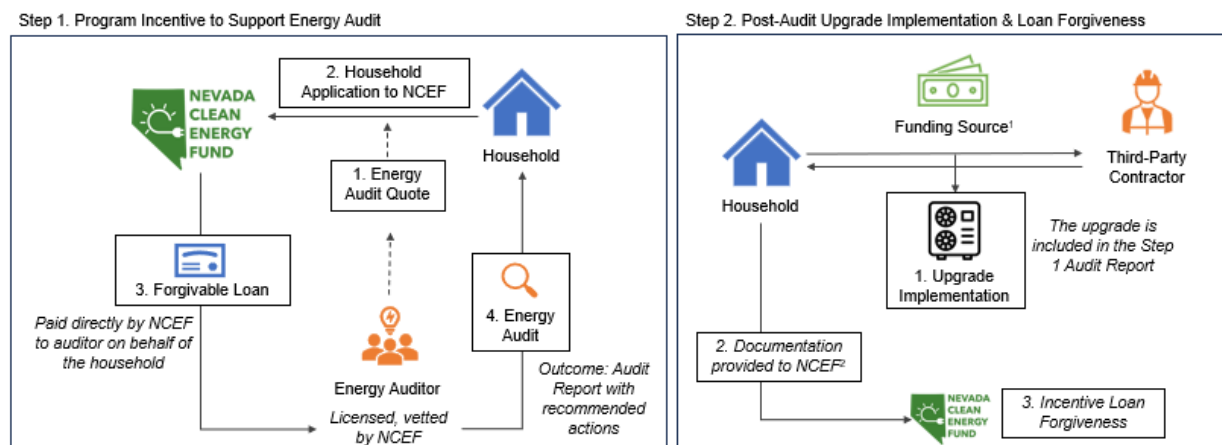 Step 1. Program Incentive to Support Energy Audit
NEVADA
CLEAN
ENERGY
FUND
2. Household
Application to NCEF
Household
1. Energy
Audit Quote
3. Forgivable Loan
Paid directly by NCEF
to auditor on behalf of
the household
Energy Auditor
Licensed, vetted
by NCEF
4. Energy
Audit
Outcome: Audit
Report with
recommended
actions
Step 2. Post-Audit Upgrade Implementation & Loan Forgiveness
Funding Source¹
Household
Third-Party
Contractor
1. Upgrade
Implementation
The upgrade is
included in the Step
1 Audit Report
2. Documentation
provided to NCEF²
NEVADA
CLEAN
ENERGY
FUND
3. Incentive Loan
Forgiveness